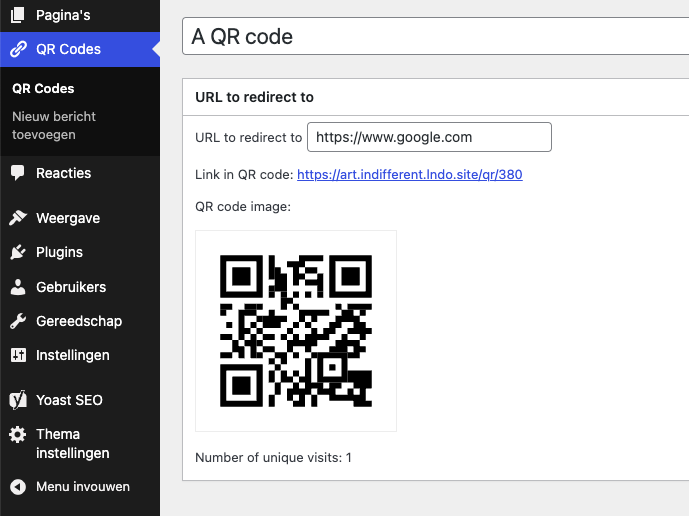 Pagina's
QR Codes
QR Codes
Nieuw bericht
toevoegen
Reacties
Weergave
Plugins
Gebruikers
Gereedschap
Instellingen
Yoast SEO
Thema
instellingen
Menu invouwen
A QR code
URL to redirect to
URL to redirect to https://www.google.com
Link in QR code: https://art.indifferent.lndo.site/qr/380
QR code image:
Number of unique visits: 1